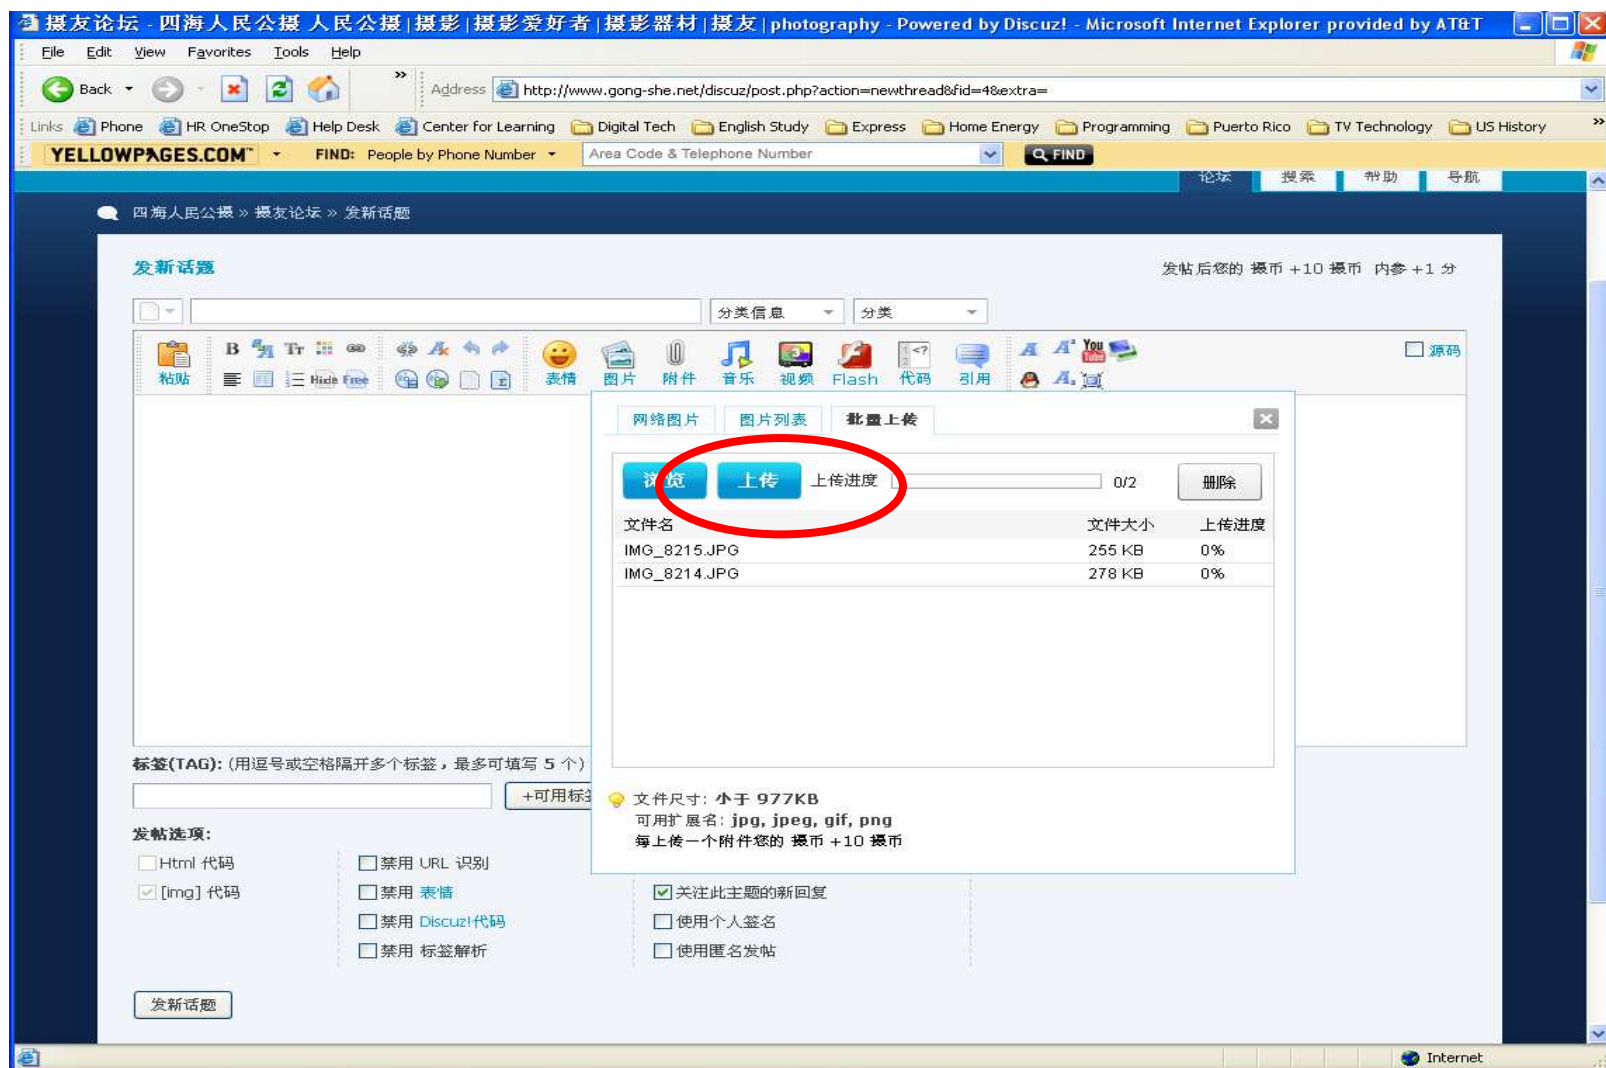 摄友论坛 - 四海人民公摄 人民公摄|摄影|摄影爱好者|摄影器材|摄友|photography - Powered by Discuz! - Microsoft Internet Explorer provided by AT&T
File Edit View Favorites Tools Help
Back » Address http://www.gong-she.net/discuz/post.php?action=newthread&fid=4&extra=
Links Phone HR OneStop Help Desk Center for Learning Digital Tech English Study Express Home Energy Programming Puerto Rico TV Technology US History »
YELLOWPAGES.COM™ FIND: People by Phone Number Area Code & Telephone Number FIND
论坛 搜索 帮助 导航
四海人民公摄 » 摄友论坛 » 发新话题
发新话题 发帖后您的 摄币 +10 摄币 内参 +1 分
分类信息 分类
B Tr You Tube 源码
粘贴 Hide Free 表情 图片 附件 音乐 视频 Flash 代码 引用
网络图片 图片列表 批量上传
浏览 上传 上传进度 0/2 删除
文件名 文件大小 上传进度
IMG_8215.JPG 255 KB 0%
IMG_8214.JPG 278 KB 0%
标签(TAG): (用逗号或空格隔开多个标签，最多可填写 5 个)
+可用标签
文件尺寸: 小于 977KB
可用扩展名: jpg, jpeg, gif, png
每上传一个附件您的 摄币 +10 摄币
发帖选项:
Html 代码 禁用 URL 识别
[img] 代码 禁用 表情 关注此主题的新回复
禁用 Discuz!代码 使用个人签名
禁用 标签解析 使用匿名发帖
发新话题
Internet